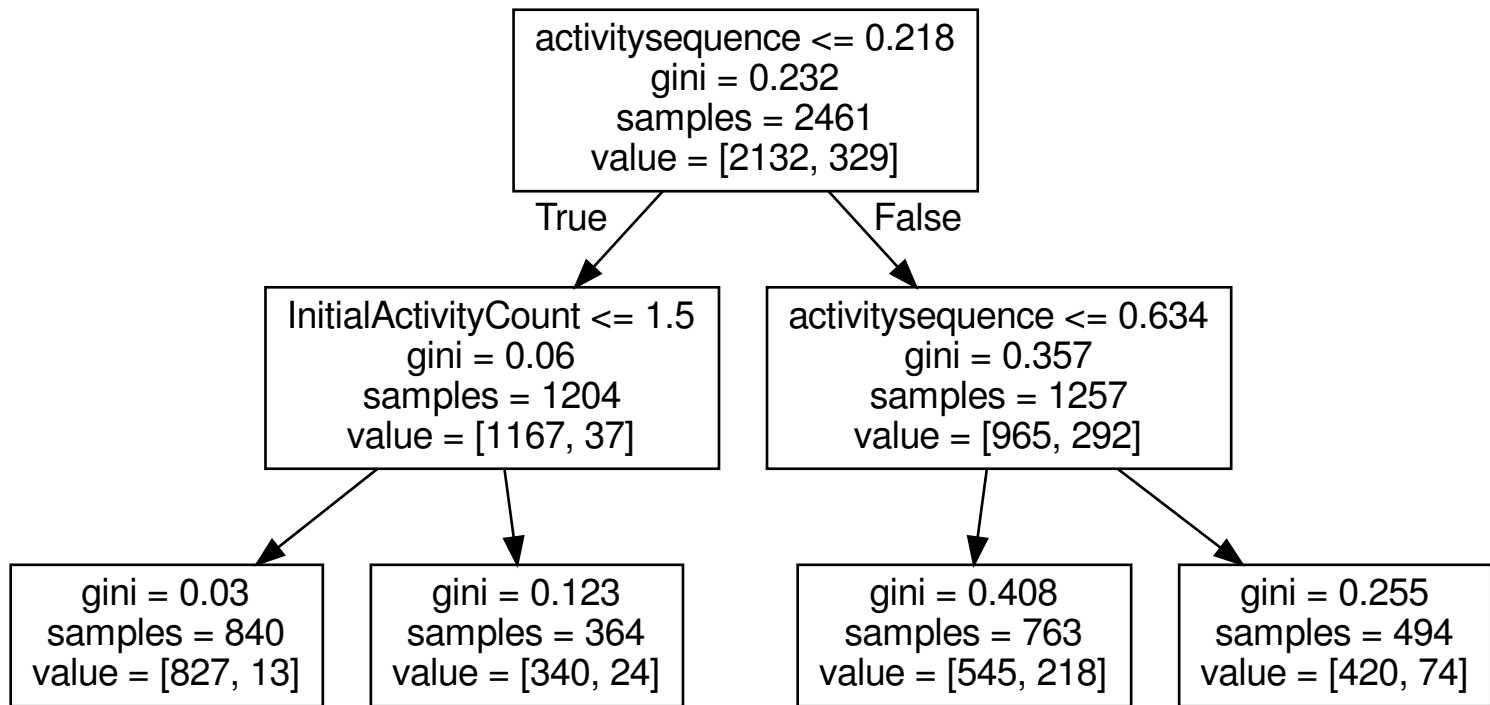 activitysequence <= 0.218
gini = 0.232
samples = 2461
value = [2132, 329]
True
False
InitialActivityCount <= 1.5
gini = 0.06
samples = 1204
value = [1167, 37]
activitysequence <= 0.634
gini = 0.357
samples = 1257
value = [965, 292]
gini = 0.03
samples = 840
value = [827, 13]
gini = 0.123
samples = 364
value = [340, 24]
gini = 0.408
samples = 763
value = [545, 218]
gini = 0.255
samples = 494
value = [420, 74]